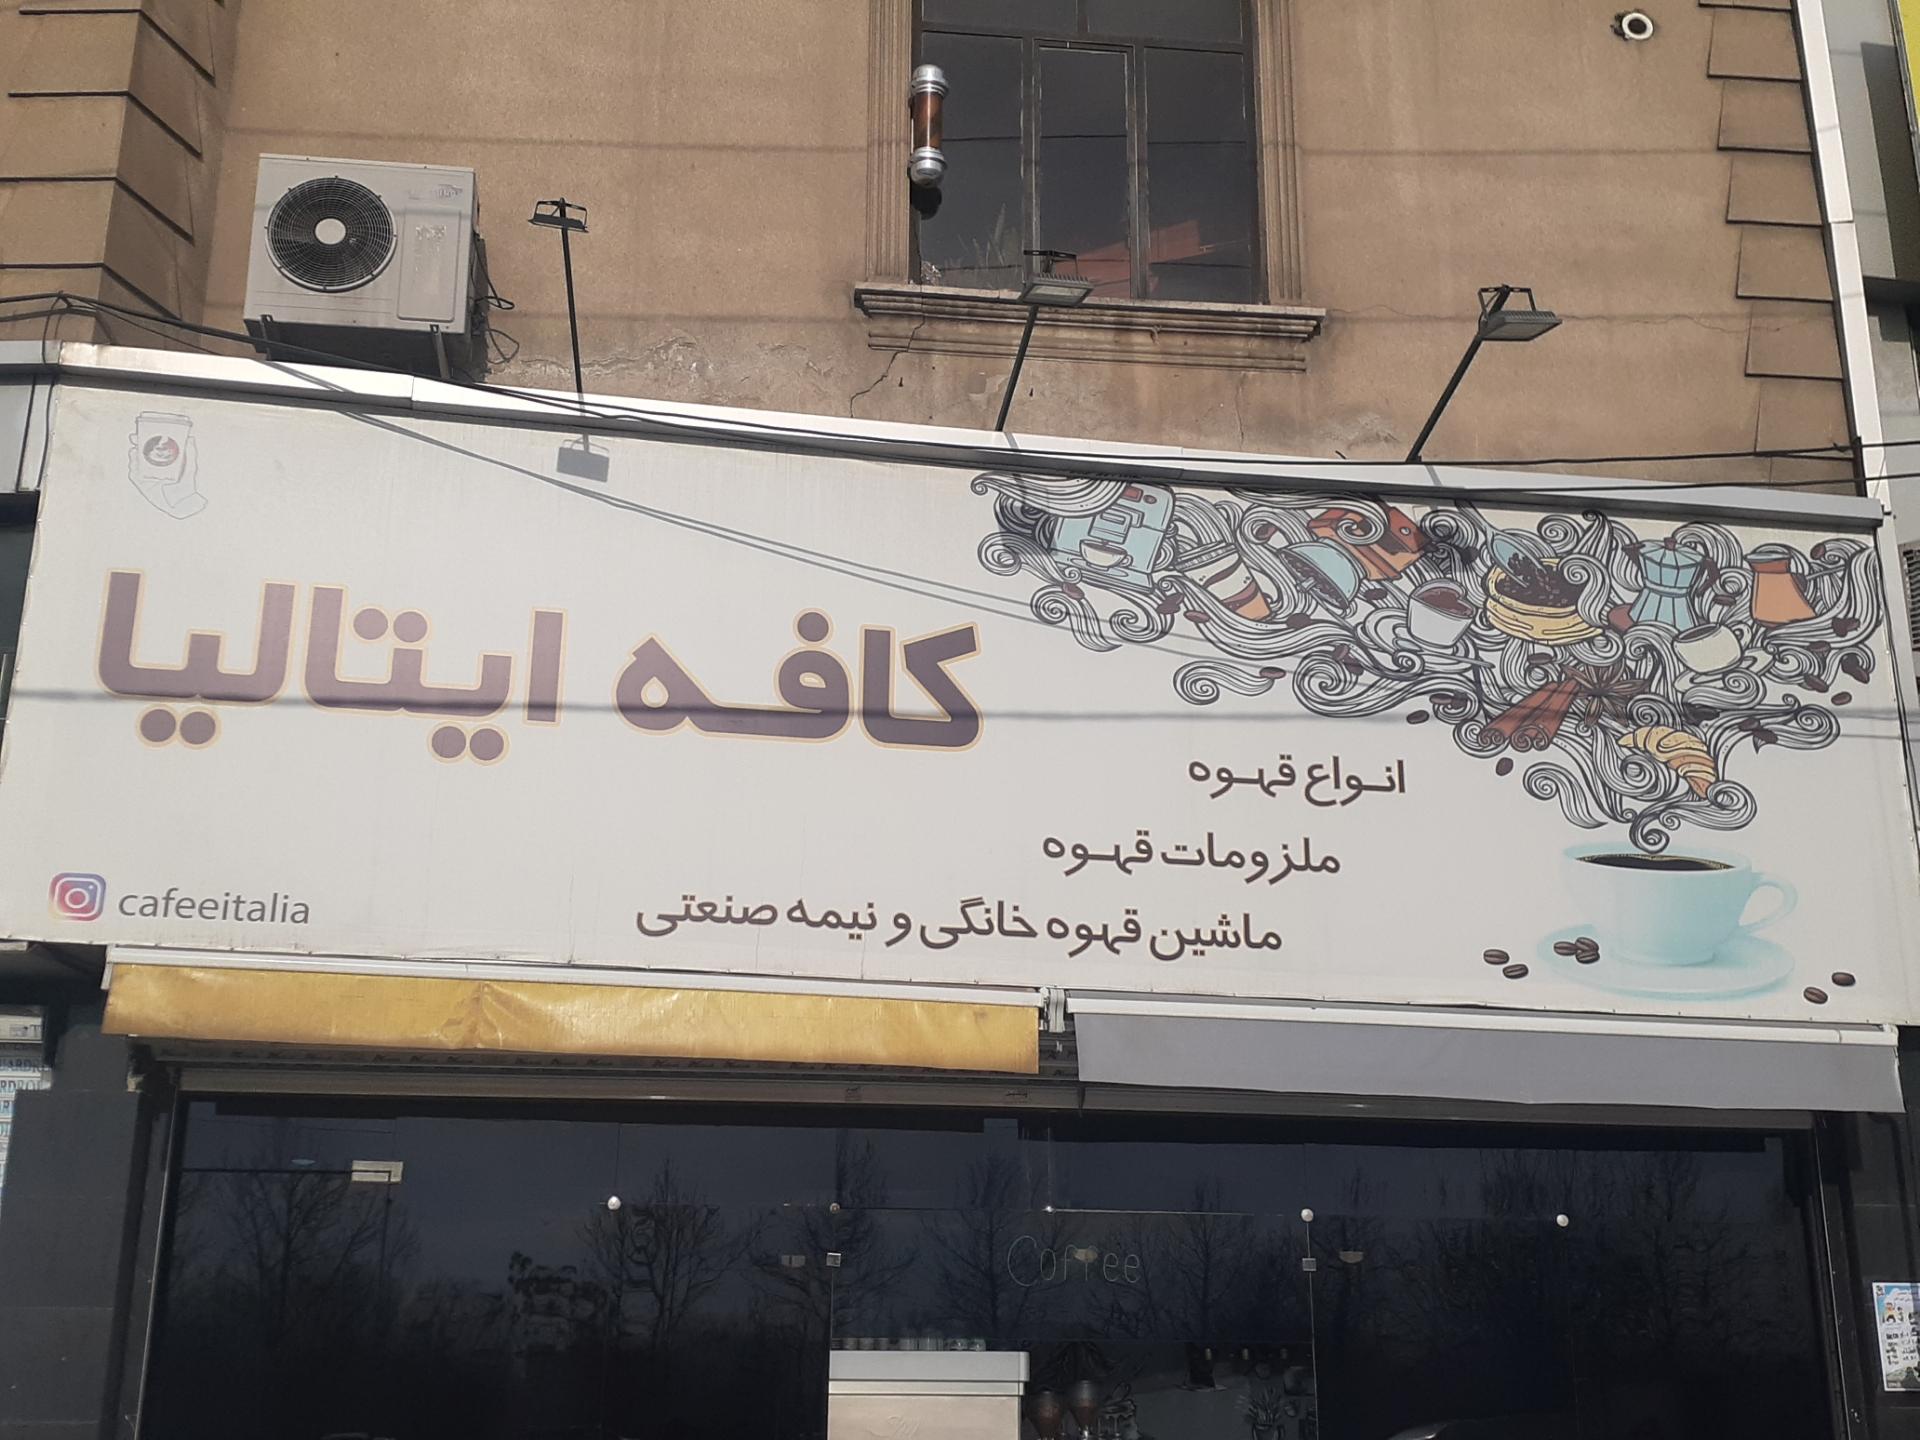 کافه ایتالیا
انواع قهوه
ملزومات قهوه
ماشین قهوه خانگی و نیمه صنعتی
cafeeitalia
Coffee